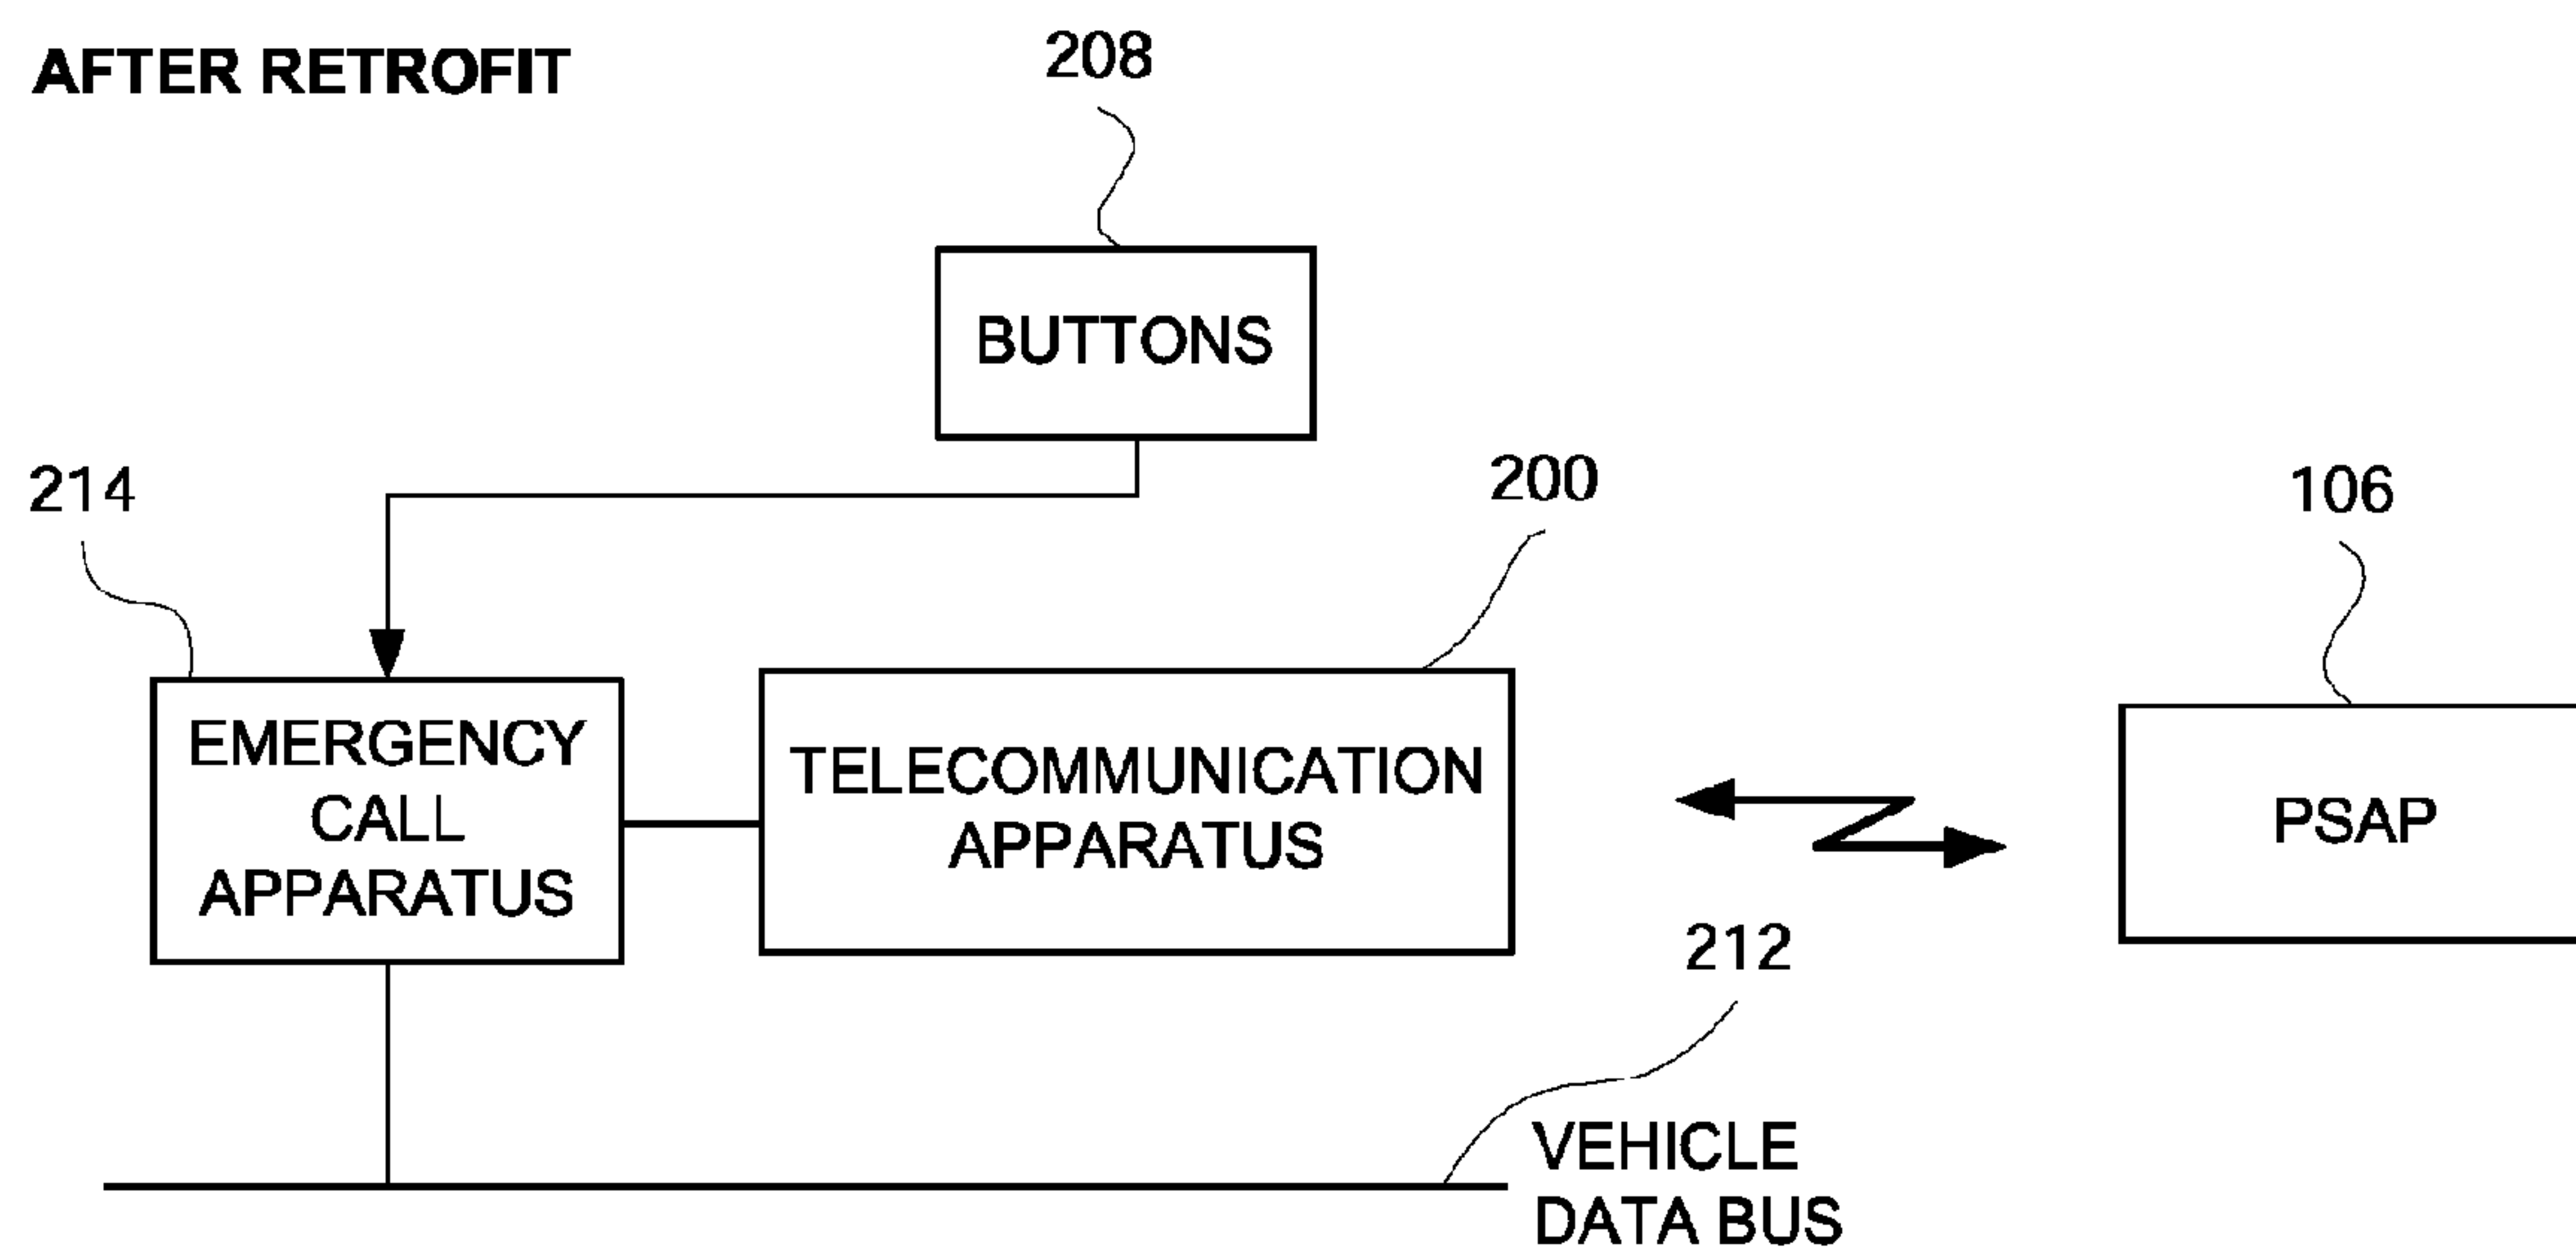 AFTER RETROFIT
208
BUTTONS
214
200
106
EMERGENCY
CALL
APPARATUS
TELECOMMUNICATION
APPARATUS
PSAP
212
VEHICLE
DATA BUS